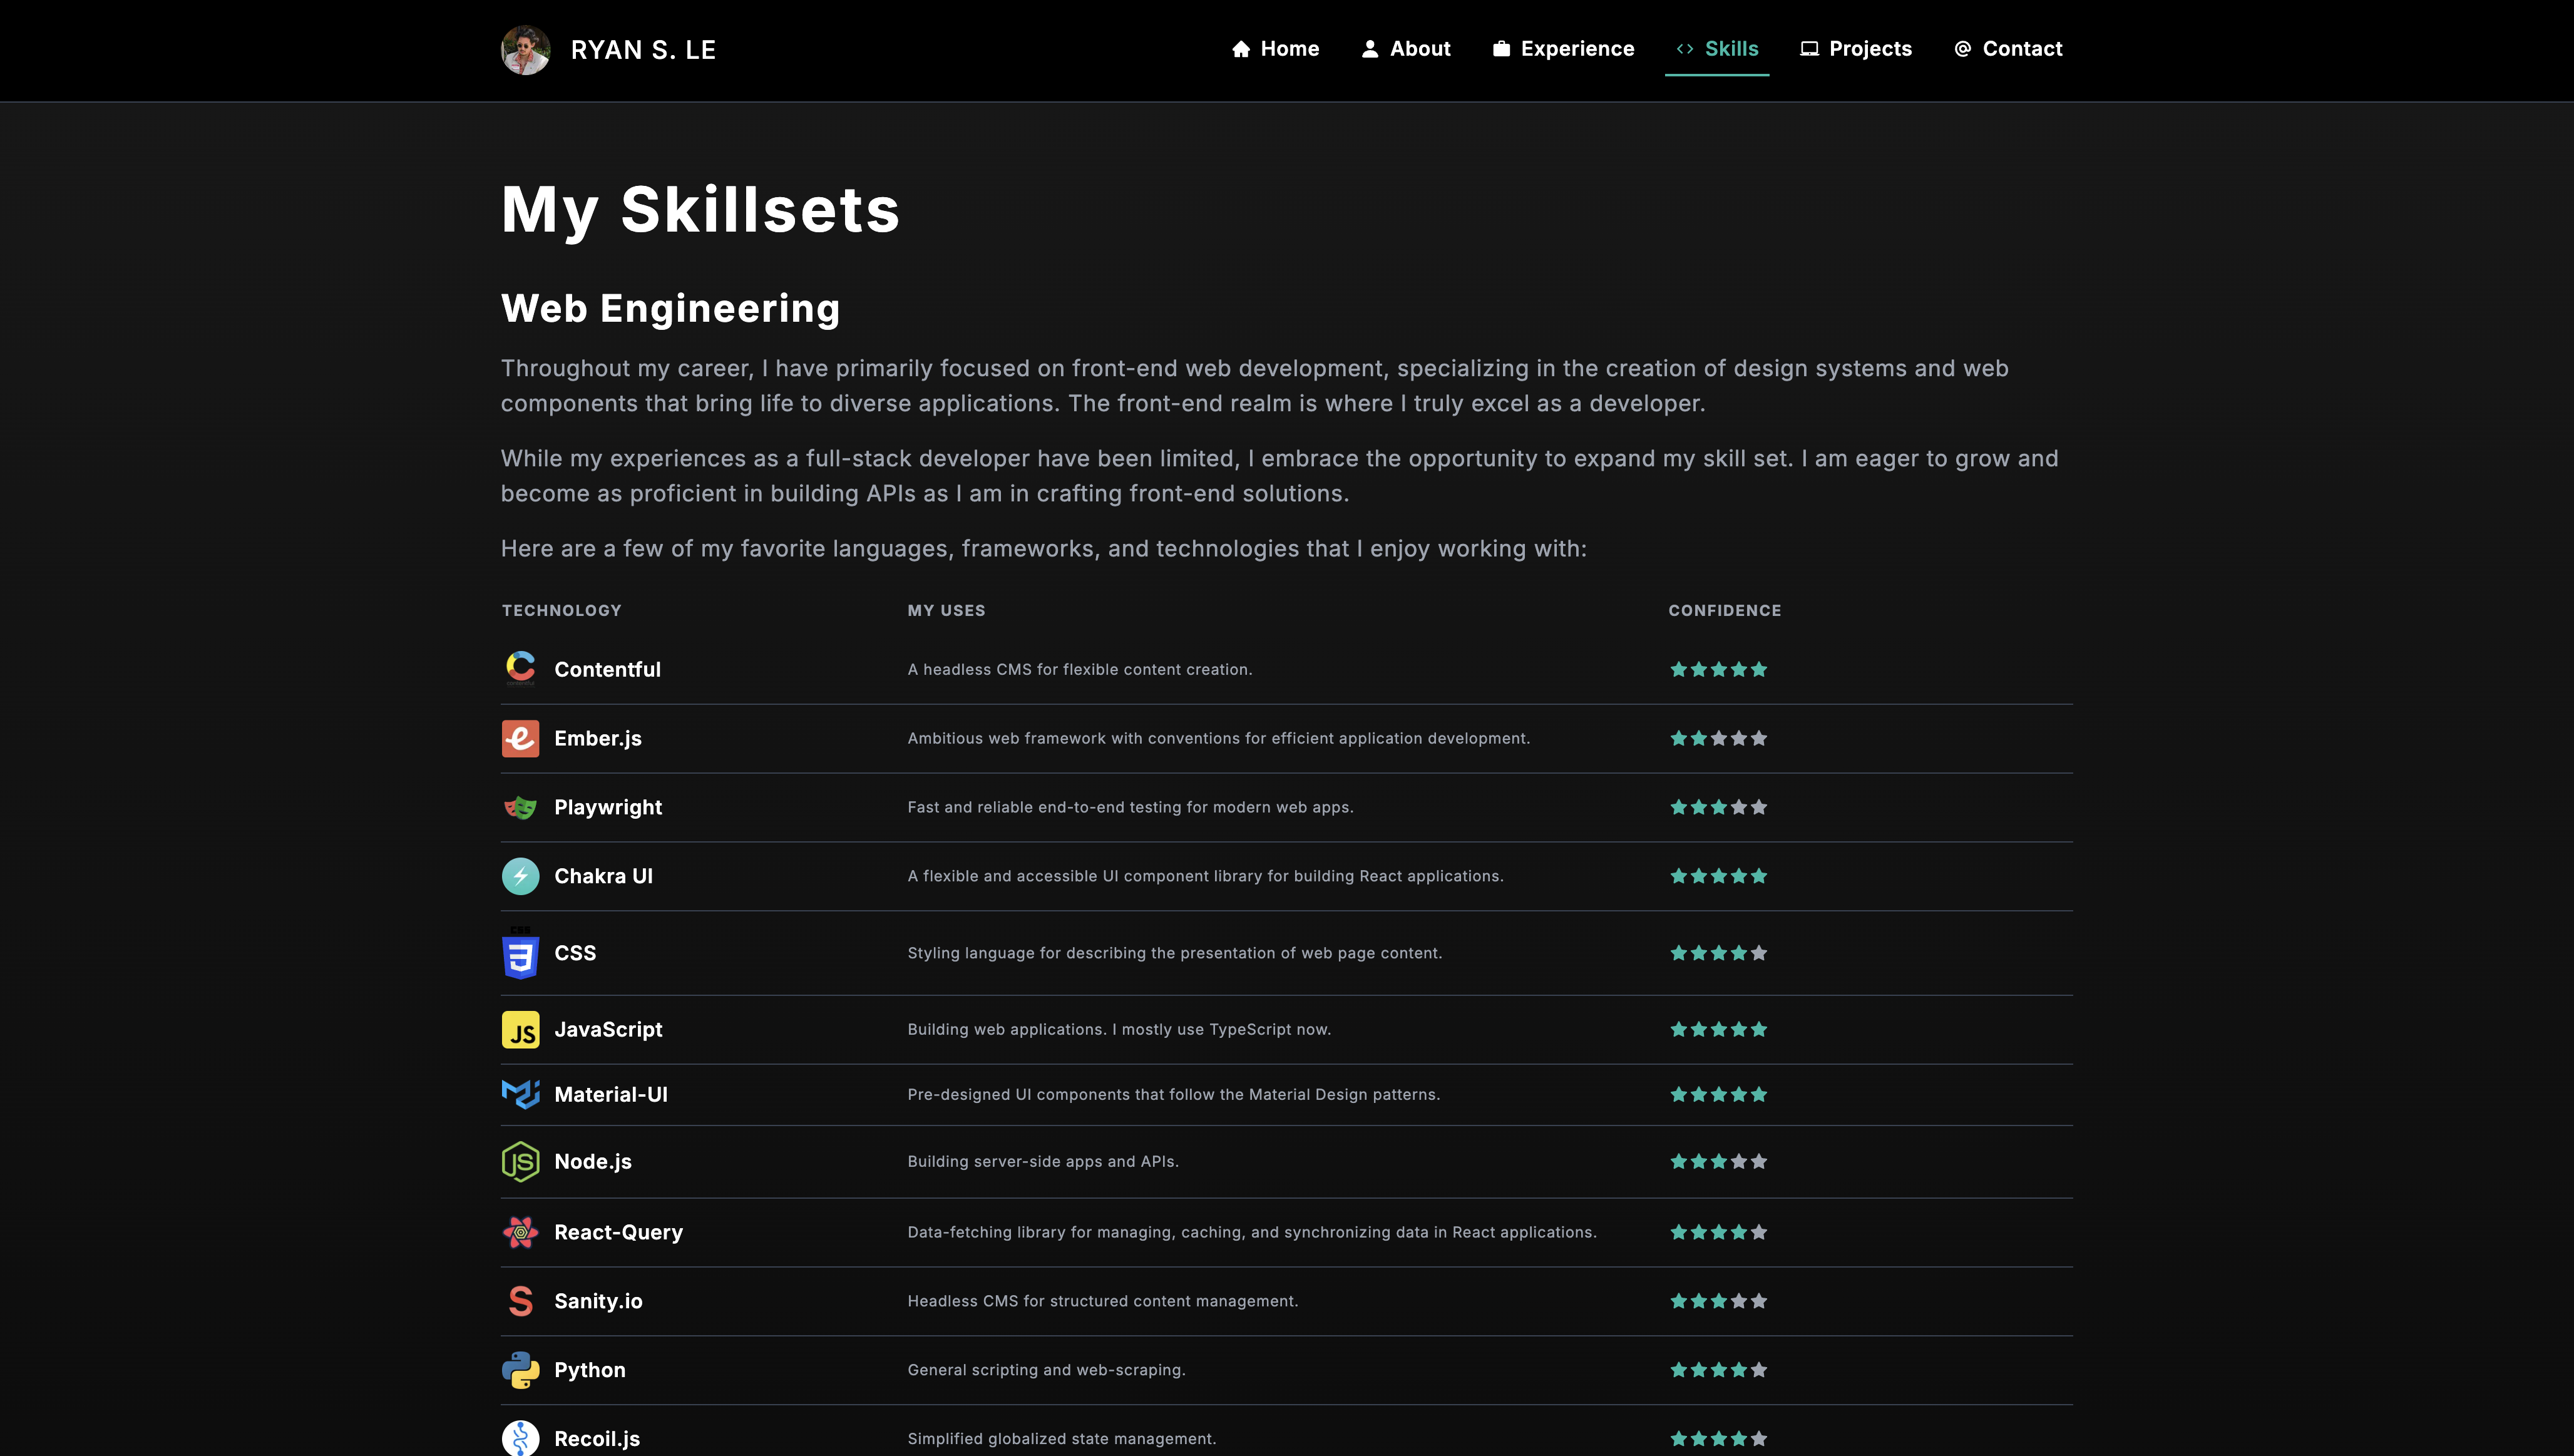 RYAN S. LE
Home
About
Experience
Skills
Projects
Contact
My Skillsets
Web Engineering
Throughout my career, I have primarily focused on front-end web development, specializing in the creation of design systems and web
components that bring life to diverse applications. The front-end realm is where I truly excel as a developer.
While my experiences as a full-stack developer have been limited, I embrace the opportunity to expand my skill set. I am eager to grow and
become as proficient in building APIs as I am in crafting front-end solutions.
Here are a few of my favorite languages, frameworks, and technologies that I enjoy working with:
TECHNOLOGY MY USES CONFIDENCE
Contentful A headless CMS for flexible content creation.
Ember.js Ambitious web framework with conventions for efficient application development.
Playwright Fast and reliable end-to-end testing for modern web apps.
Chakra UI A flexible and accessible UI component library for building React applications.
CSS
CSS Styling language for describing the presentation of web page content.
JS JavaScript Building web applications. I mostly use TypeScript now.
Material-UI Pre-designed UI components that follow the Material Design patterns.
JS Node.js Building server-side apps and APIs.
React-Query Data-fetching library for managing, caching, and synchronizing data in React applications.
S Sanity.io Headless CMS for structured content management.
Python General scripting and web-scraping.
Recoil.js Simplified globalized state management.